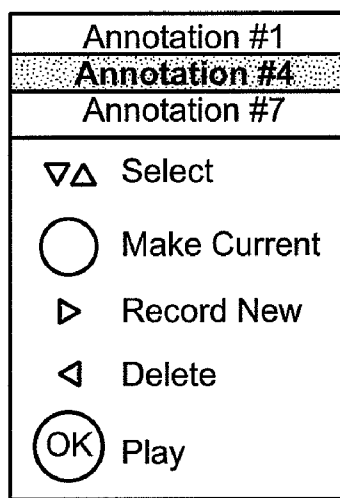 Annotation #1
Annotation #4
Annotation #7
Select
Make Current
Record New
Delete
OK Play